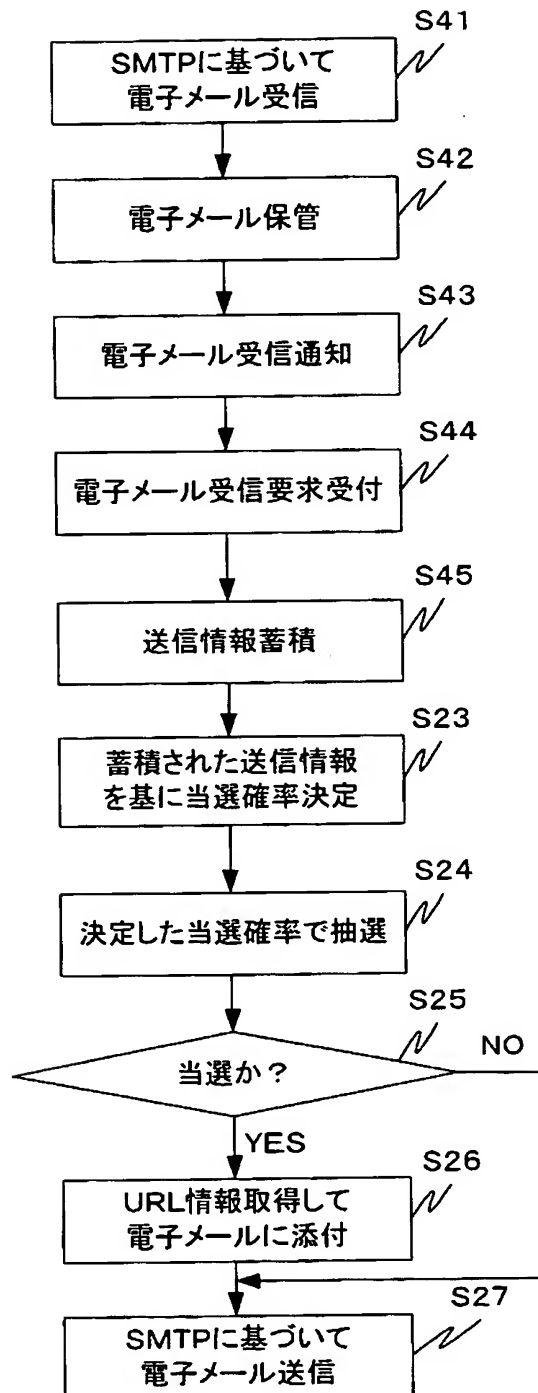 S41
SMTPに基づいて
電子メール受信
S42
電子メール保管
S43
電子メール受信通知
S44
電子メール受信要求受付
S45
送信情報蓄積
S23
蓄積された送信情報
を基に当選確率決定
S24
決定した当選確率で抽選
S25
当選か？
NO
YES
S26
URL情報取得して
電子メールに添付
S27
SMTPに基づいて
電子メール送信